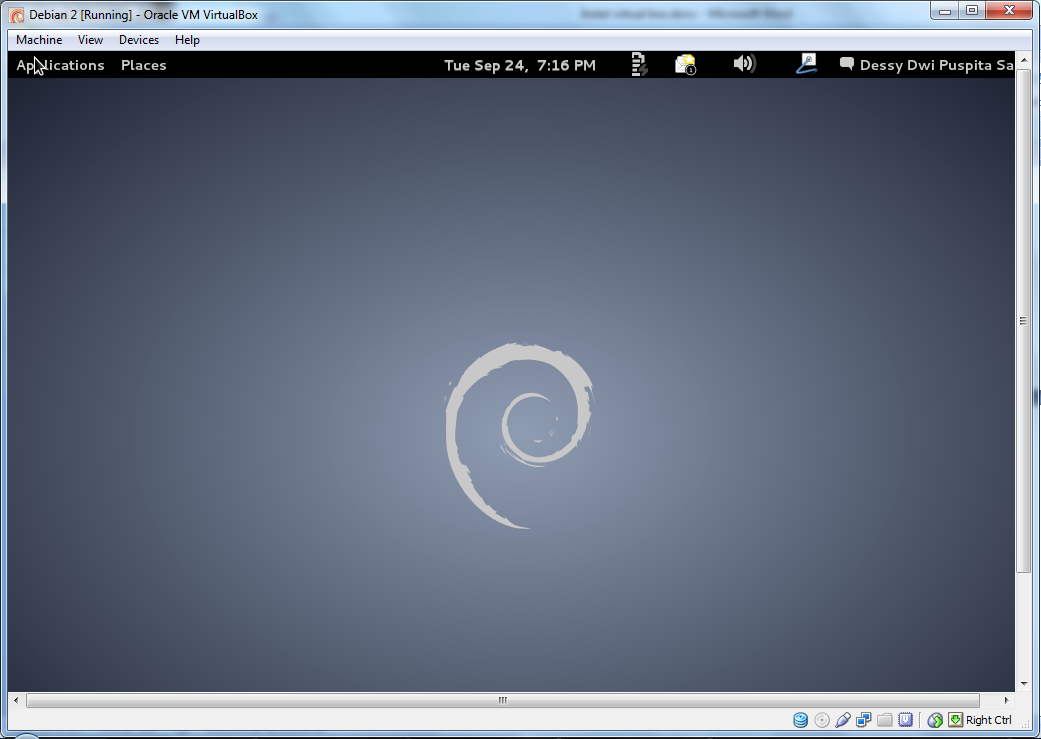 Debian 2 [Running] - Oracle VM VirtualBox
Machine View Devices Help
Applications Places Tue Sep 24, 7:16 PM 1 Dessy Dwi Puspita Sa
Right Ctrl